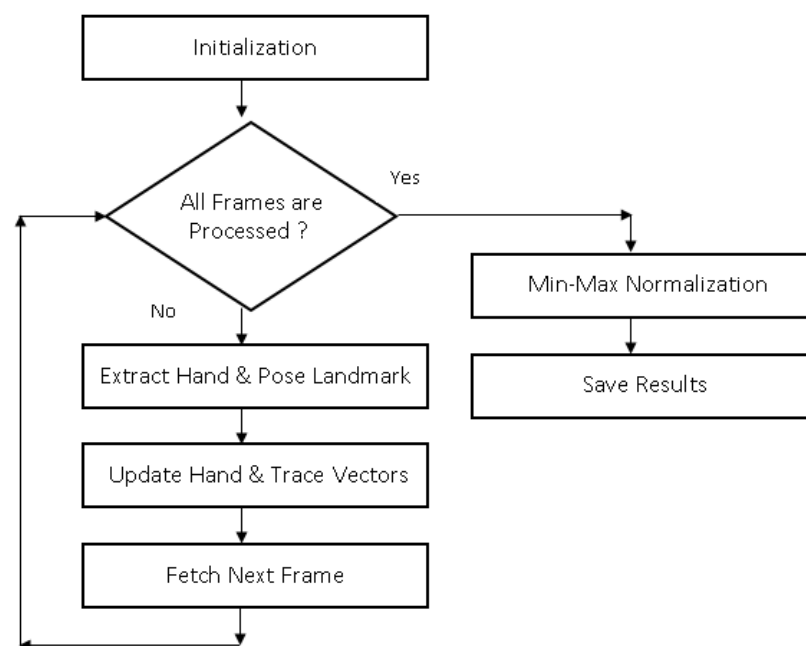 Initialization
Yes
All Frames are
Processed ?
Min-Max Normalization
No
Extract Hand & Pose Landmark
Save Results
Update Hand & Trace Vectors
Fetch Next Frame